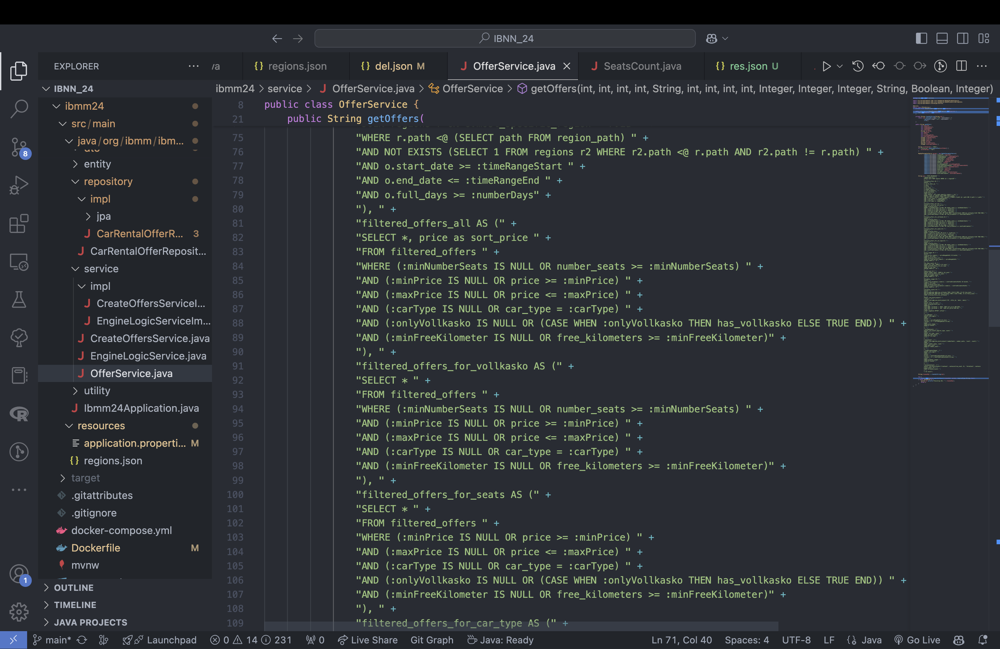 IBNN_24
EXPLORER
/a
regions.json
del.json M
OfferService.java
SeatsCount.java
res.json U
IBNN_24
ibmm24 > service > OfferService.java > OfferService > getOffers(int, int, int, int, String, int, int, int, int, Integer, Integer, Integer, String, Boolean, Integer)
ibmm24
src/main
java/org/ibmm/ibm...
entity
repository
impl
jpa
CarRentalOfferR... 3
CarRentalOfferReposit...
service
impl
CreateOffersServiceI...
EngineLogicServiceIm...
CreateOffersService.java
EngineLogicService.java
OfferService.java
utility
Ibmm24Application.java
resources
application.properti... M
regions.json
target
.gitattributes
.gitignore
docker-compose.yml
Dockerfile M
mvnw
OUTLINE
TIMELINE
JAVA PROJECTS
8
1
8 public class OfferService {
21 public String getOffers(
75 "WHERE r.path <@ (SELECT path FROM region_path) " +
76 "AND NOT EXISTS (SELECT 1 FROM regions r2 WHERE r2.path <@ r.path AND r2.path != r.path) " +
77 "AND o.start_date >= :timeRangeStart " +
78 "AND o.end_date <= :timeRangeEnd " +
79 "AND o.full_days >= :numberDays" +
80 "), " +
81 "filtered_offers_all AS (" +
82 "SELECT *, price as sort_price " +
83 "FROM filtered_offers " +
84 "WHERE (:minNumberSeats IS NULL OR number_seats >= :minNumberSeats) " +
85 "AND (:minPrice IS NULL OR price >= :minPrice) " +
86 "AND (:maxPrice IS NULL OR price <= :maxPrice) " +
87 "AND (:carType IS NULL OR car_type = :carType) " +
88 "AND (:onlyVollkasko IS NULL OR (CASE WHEN :onlyVollkasko THEN has_vollkasko ELSE TRUE END)) " +
89 "AND (:minFreeKilometer IS NULL OR free_kilometers >= :minFreeKilometer)" +
90 "), " +
91 "filtered_offers_for_vollkasko AS (" +
92 "SELECT * " +
93 "FROM filtered_offers " +
94 "WHERE (:minNumberSeats IS NULL OR number_seats >= :minNumberSeats) " +
95 "AND (:minPrice IS NULL OR price >= :minPrice) " +
96 "AND (:maxPrice IS NULL OR price <= :maxPrice) " +
97 "AND (:carType IS NULL OR car_type = :carType) " +
98 "AND (:minFreeKilometer IS NULL OR free_kilometers >= :minFreeKilometer)" +
99 "), " +
100 "filtered_offers_for_seats AS (" +
101 "SELECT * " +
102 "FROM filtered_offers " +
103 "WHERE (:minPrice IS NULL OR price >= :minPrice) " +
104 "AND (:maxPrice IS NULL OR price <= :maxPrice) " +
105 "AND (:carType IS NULL OR car_type = :carType) " +
106 "AND (:onlyVollkasko IS NULL OR (CASE WHEN :onlyVollkasko THEN has_vollkasko ELSE TRUE END)) " +
107 "AND (:minFreeKilometer IS NULL OR free_kilometers >= :minFreeKilometer)" +
108 "), " +
109 "filtered_offers_for_car_type AS (" +
main* Launchpad 0 14 231 0 Live Share Git Graph Java: Ready Ln 71, Col 40 Spaces: 4 UTF-8 LF Java Go Live